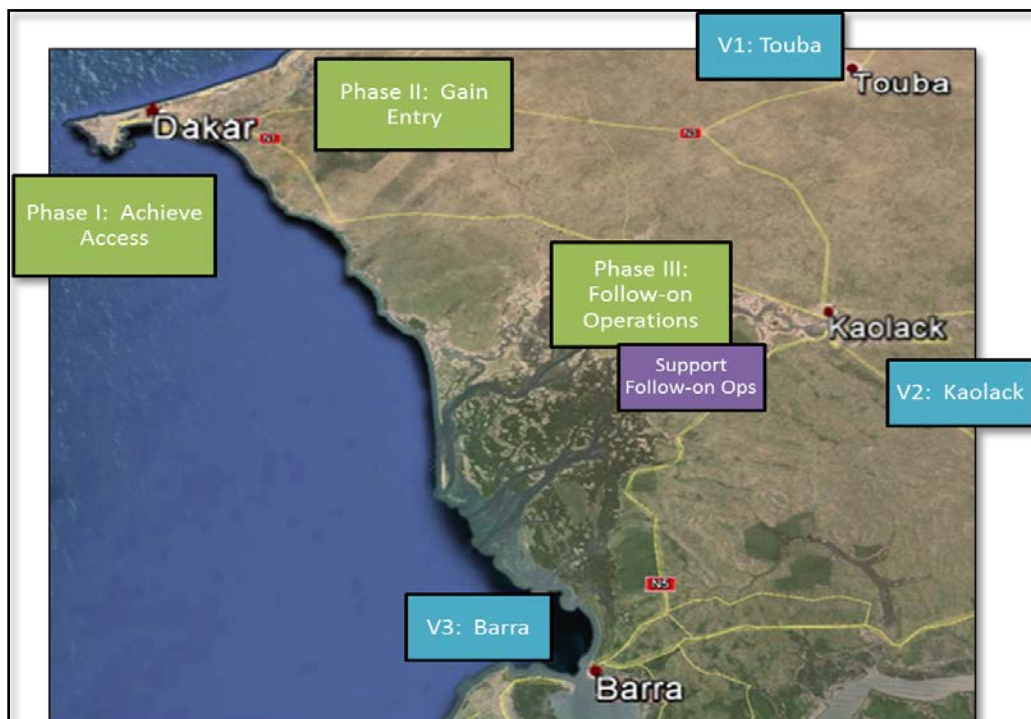 V1: Touba
Touba
Phase II: Gain
Entry
Dakar
N1
N3
Phase I: Achieve
Access
Phase III:
Follow-on
Operations
Kaolack
Support
Follow-on Ops
V2: Kaolack
N5
V3: Barra
Barra